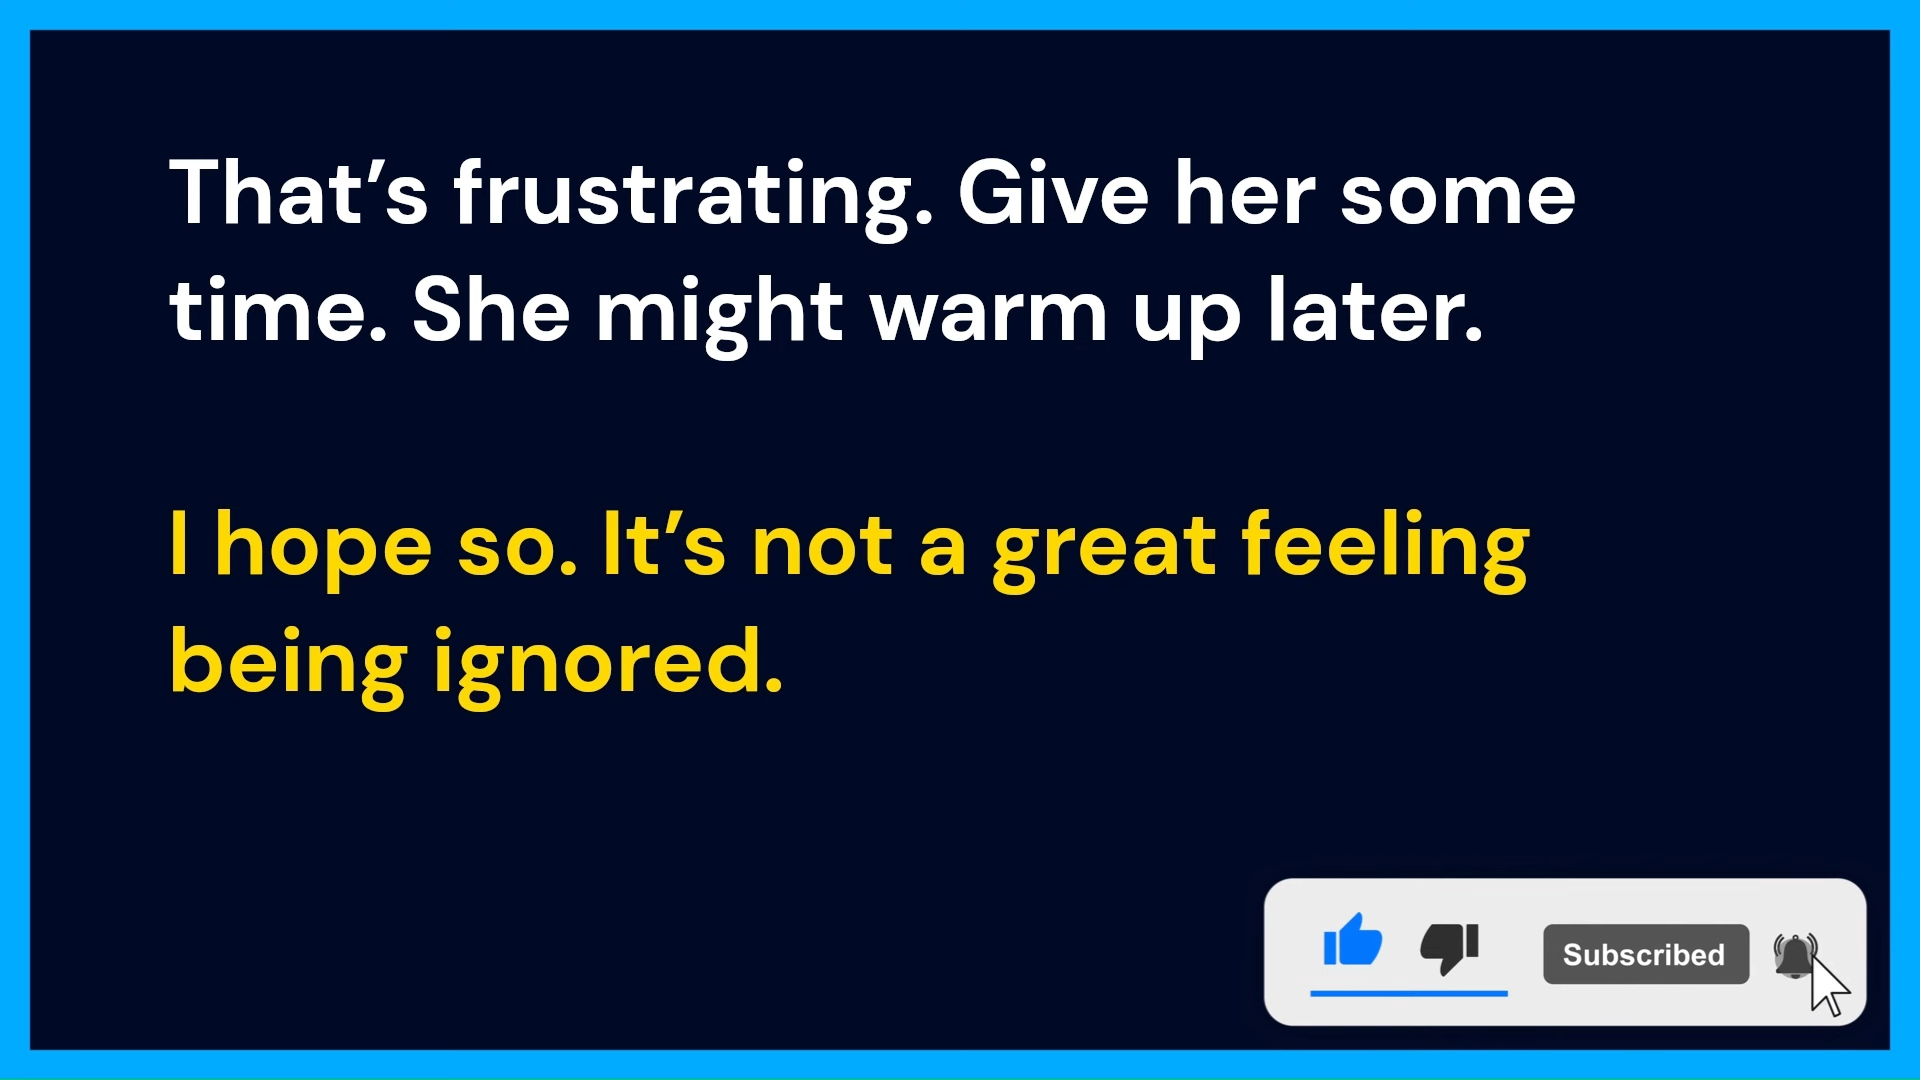 That’s frustrating. Give her some
time. She might warm up later.
I hope so. It’s not a great feeling
being ignored.
Subscribed